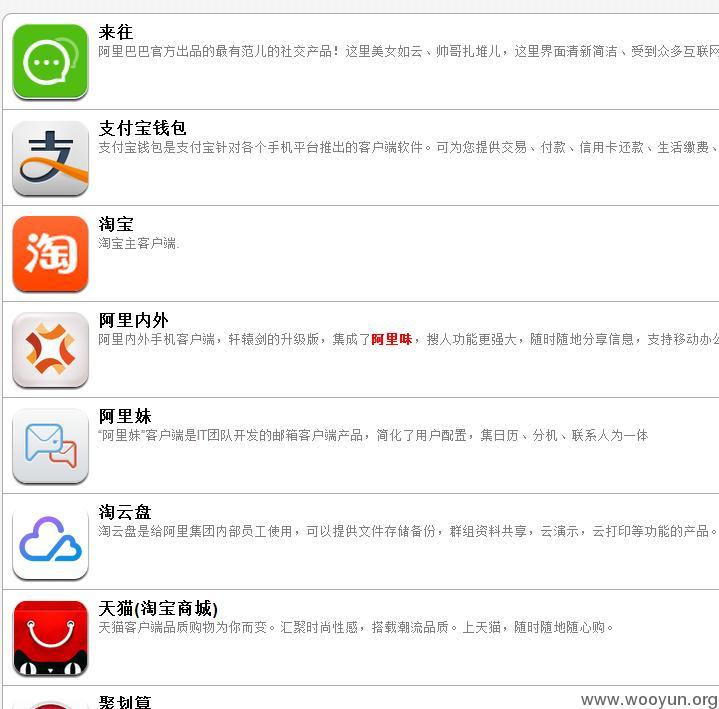 来往
阿里巴巴官方出品的最有范儿的社交产品！这里美女如云、帅哥扎堆儿，这里界面清新简洁、受到众多互联网
支
支付宝钱包
支付宝钱包是支付宝针对各个手机平台推出的客户端软件。可为您提供交易、付款、信用卡还款、生活缴费、
淘
淘宝
淘宝主客户端.
阿里内外
阿里内外手机客户端，轩辕剑的升级版，集成了阿里味，搜人功能更强大，随时随地分享信息，支持移动办公
阿里妹
“阿里妹”客户端是IT团队开发的邮箱客户端产品，简化了用户配置，集日历、分机、联系人为一体
淘云盘
淘云盘是给阿里集团内部员工使用，可以提供文件存储备份，群组资料共享，云演示，云打印等功能的产品。
天猫(淘宝商城)
天猫客户端品质购物为你而变。汇聚时尚性感，搭载潮流品质。上天猫，随时随地随心购。
聚划算
www.wooyun.org